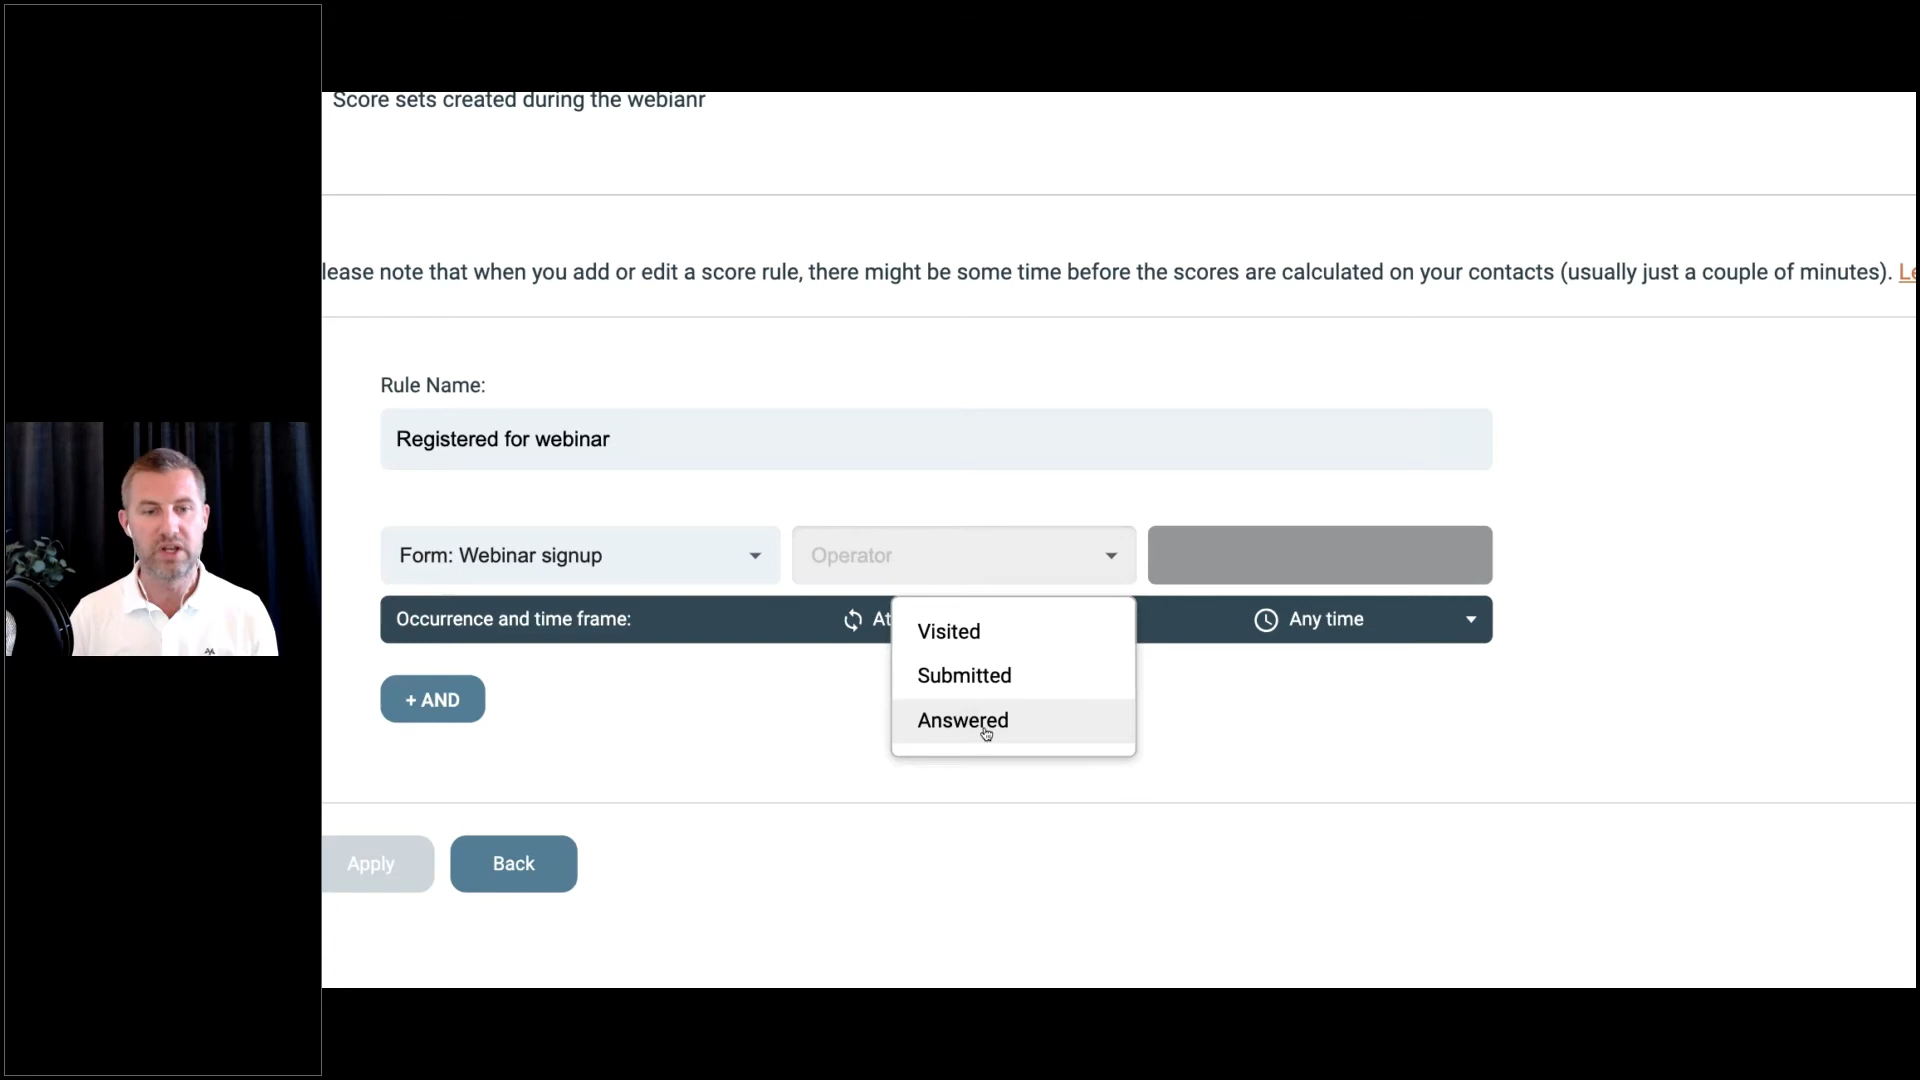 Score sets created during the webianr
lease note that when you add or edit a score rule, there might be some time before the scores are calculated on your contacts (usually just a couple of minutes). Le
Rule Name:
Registered for webinar
Form: Webinar signup
Operator
Occurrence and time frame:
At
Any time
Visited
Submitted
Answered
+ AND
Apply
Back